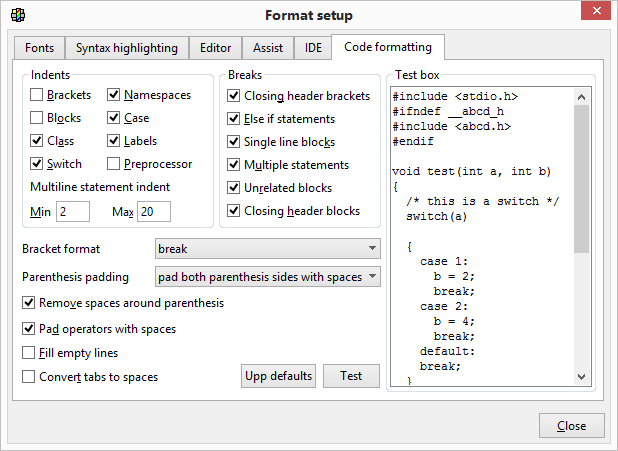 Format setup
Fonts
Syntax highlighting
Editor
Assist
IDE
Code formatting
Indents
Brackets
Namespaces
Blocks
Case
Class
Labels
Switch
Preprocessor
Multiline statement indent
Min 2
Max 20
Breaks
Closing header brackets
Else if statements
Single line blocks
Multiple statements
Unrelated blocks
Closing header blocks
Bracket format
break
Parenthesis padding
pad both parenthesis sides with spaces
Remove spaces around parenthesis
Pad operators with spaces
Fill empty lines
Convert tabs to spaces
Upp defaults
Test
Test box
#include <stdio.h>
#ifndef __abcd_h
#include <abcd.h>
#endif
void test(int a, int b)
{
/* this is a switch */
switch(a)
{
case 1:
b = 2;
break;
case 2:
b = 4;
break;
default:
break;
}
Close